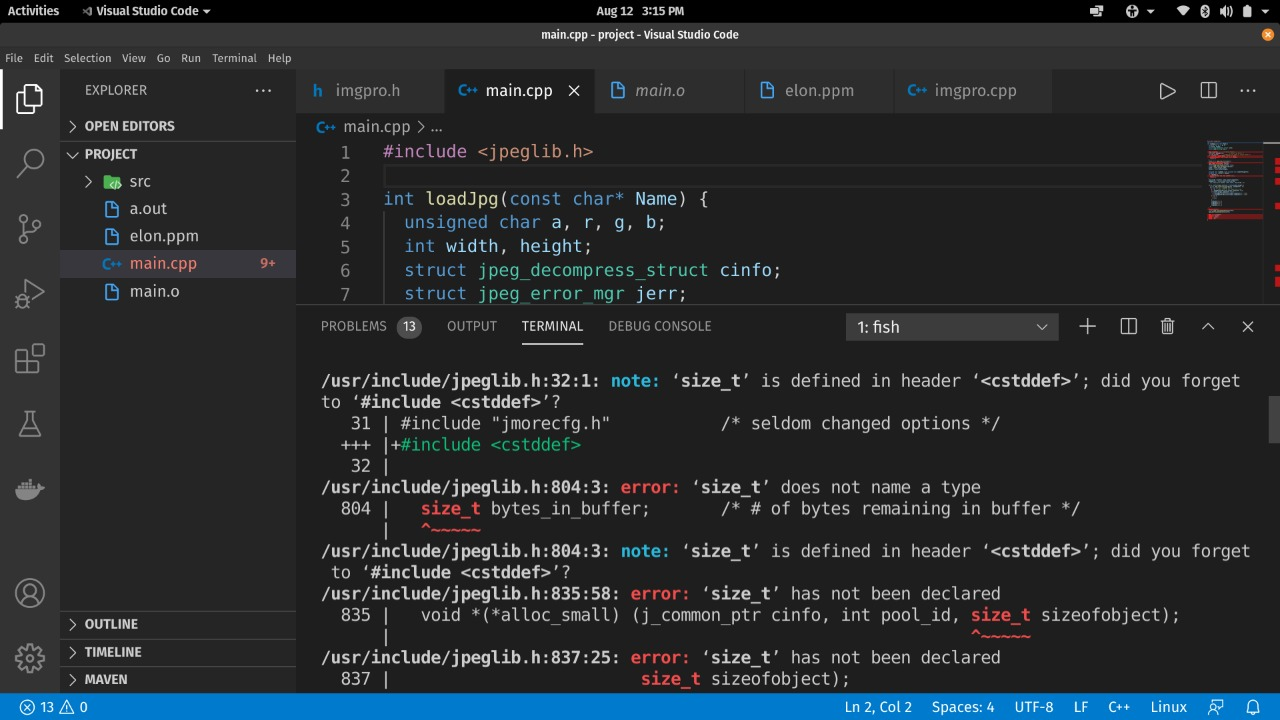 Activities
Visual Studio Code
Aug 12 3:15 PM
main.cpp - project - Visual Studio Code
File Edit Selection View Go Run Terminal Help
EXPLORER
OPEN EDITORS
PROJECT
src
a.out
elon.ppm
main.cpp 9+
main.o
OUTLINE
TIMELINE
MAVEN
imgpro.h
main.cpp
main.o
elon.ppm
imgpro.cpp
main.cpp > ...
1 #include <jpeglib.h>
2
3 int loadJpg(const char* Name) {
4 unsigned char a, r, g, b;
5 int width, height;
6 struct jpeg_decompress_struct cinfo;
7 struct jpeg_error_mgr jerr;
PROBLEMS 13 OUTPUT TERMINAL DEBUG CONSOLE 1: fish
/usr/include/jpeglib.h:32:1: note: ‘size_t’ is defined in header ‘<cstddef>’; did you forget
to ‘#include <cstddef>’?
31 | #include "jmorecfg.h" /* seldom changed options */
+++ |+#include <cstddef>
32 |
/usr/include/jpeglib.h:804:3: error: ‘size_t’ does not name a type
804 | size_t bytes_in_buffer; /* # of bytes remaining in buffer */
| ^~~~~~
/usr/include/jpeglib.h:804:3: note: ‘size_t’ is defined in header ‘<cstddef>’; did you forget
to ‘#include <cstddef>’?
/usr/include/jpeglib.h:835:58: error: ‘size_t’ has not been declared
835 | void *(*alloc_small) (j_common_ptr cinfo, int pool_id, size_t sizeofobject);
| ^~~~~~
/usr/include/jpeglib.h:837:25: error: ‘size_t’ has not been declared
837 | size_t sizeofobject);
13 0 Ln 2, Col 2 Spaces: 4 UTF-8 LF C++ Linux